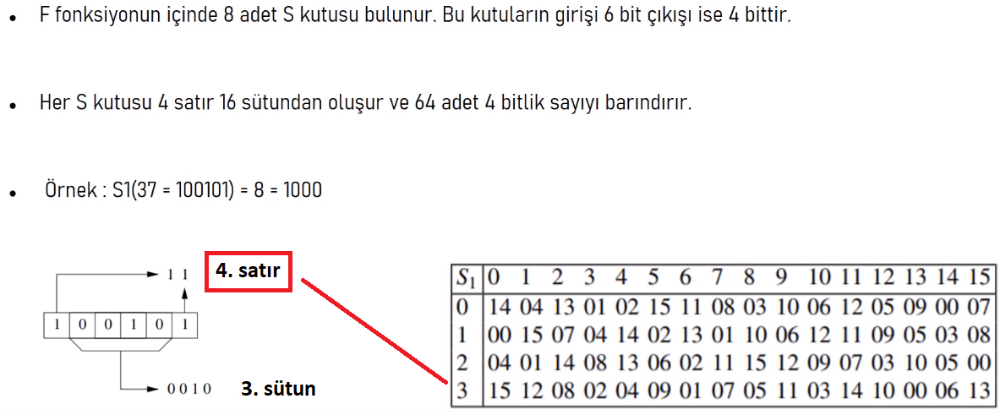 • F fonksiyonun içinde 8 adet S kutusu bulunur. Bu kutuların girişi 6 bit çıkışı ise 4 bittir.
• Her S kutusu 4 satır 16 sütundan oluşur ve 64 adet 4 bitlik sayıyı barındırır.
• Örnek : S1(37 = 100101) = 8 = 1000
1 1
4. satır
1 0 0 1 0 1
0 0 1 0
3. sütun
S1 0 1 2 3 4 5 6 7 8 9 10 11 12 13 14 15
0 14 04 13 01 02 15 11 08 03 10 06 12 05 09 00 07
1 00 15 07 04 14 02 13 01 10 06 12 11 09 05 03 08
2 04 01 14 08 13 06 02 11 15 12 09 07 03 10 05 00
3 15 12 08 02 04 09 01 07 05 11 03 14 10 00 06 13